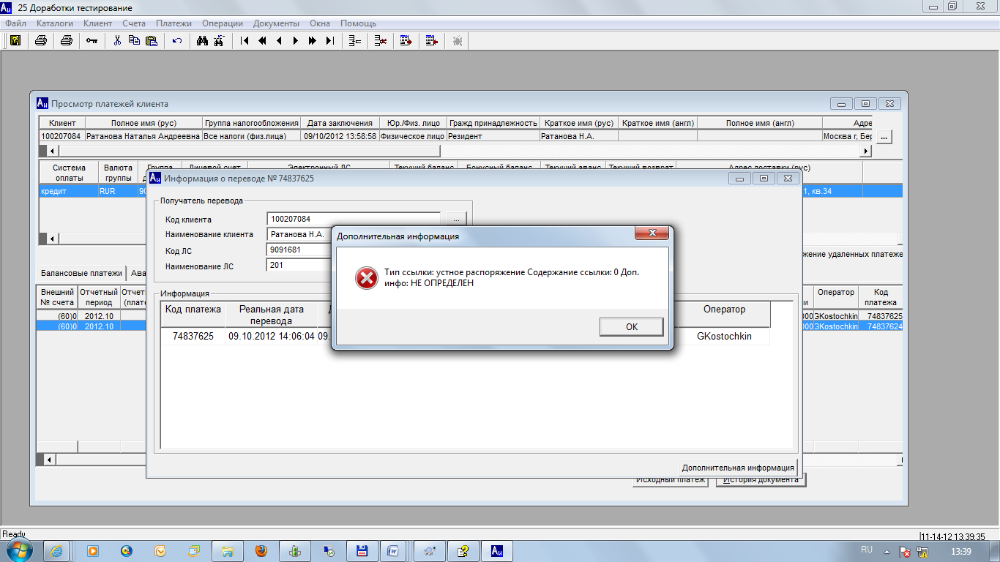 25 Доработки тестирование
Файл Каталоги Клиент Счета Платежи Операции Документы Окна Помощь
Просмотр платежей клиента
Клиент Полное имя (рус) Группа налогообложения Дата заключения Юр./Физ. лицо Гражд принадлежность Краткое имя (рус) Краткое имя (англ) Полное имя (англ) Адре
100207084 Ратанова Наталья Андреевна Все налоги (физ.лица) 09/10/2012 13:58:58 Физическое лицо Резидент Ратанова Н.А. Москва г, Бер ...
Система оплаты Валюта группы Группа Лицевой счет Электронный ЛС Текущий баланс Бонусный баланс Текущий аванс Текущий возврат Адрес доставки (рус)
кредит RUR 90 1, кв.34
Информация о переводе № 74837625
Получатель перевода
Код клиента 100207084 ...
Наименование клиента Ратанова Н.А.
Код ЛС 9091681
Наименование ЛС 201
жение удаленных платеже
Балансовые платежи Ава
Дополнительная информация
Тип ссылки: устное распоряжение Содержание ссылки: 0 Доп.
инфо: НЕ ОПРЕДЕЛЕН
OK
Внешний № счета Отчетный период Отчет (плат Оператор Код платежа
(60)0 2012.10 000 GKostochkin 74837625
(60)0 2012.10 00 GKostochkin 74837624
Информация
Код платежа Реальная дата перевода Оператор
74837625 09.10.2012 14:06:04 09. GKostochkin
Дополнительная информация
Исходный платеж История документа
Ready 11-14-12 13:39:35
RU 13:39